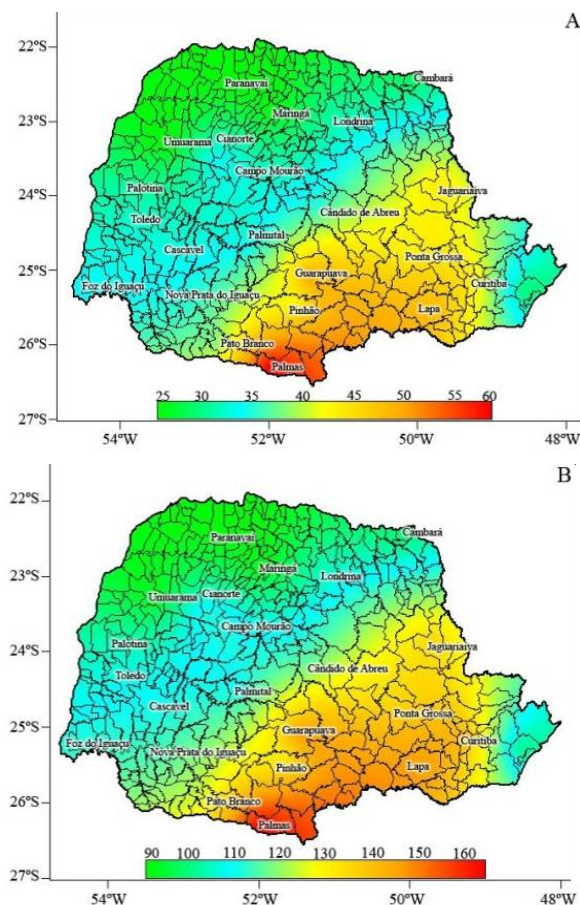 A
22°S
Cambará
Paranavaí
23°S
Maringá
Londrina
Umuarama
Cianorte
Campo Mourão
24°S
Palotina
Jaguariaíva
Toledo
Cândido de Abreu
Palmital
Cascavel
25°S
Guarapuava
Ponta Grossa
Foz do Iguaçu
Nova Prata do Iguaçu
Curitiba
Pinhão
Lapa
26°S
Pato Branco
Palmas
25 30 35 41 45 50 55 60
27°S
54°W 52°W 50°W 48°W
B
22°S
Cambará
Paranavaí
23°S
Maringá
Londrina
Umuarama
Cianorte
Campo Mourão
24°S
Palotina
Jaguariaíva
Cândido de Abreu
Toledo
Palmital
Cascavel
25°S
Guarapuava
Ponta Grossa
Foz do Iguaçu
Nova Prata do Iguaçu
Curitiba
Pinhão
Lapa
26°S
Pato Branco
Palmas
90 100 110 120 130 140 150 160
27°S
54°W 52°W 50°W 48°W